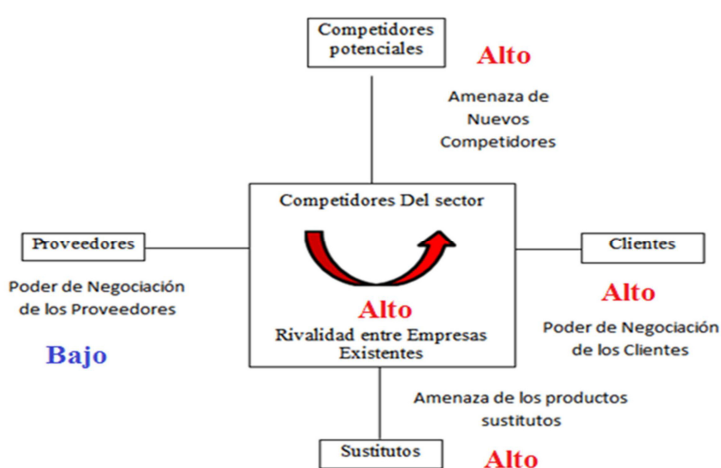 Competidores
potenciales
Alto
Amenaza de
Nuevos
Competidores
Competidores Del sector
Proveedores
Clientes
Poder de Negociación
de los Proveedores
Bajo
Alto
Rivalidad entre Empresas
Existentes
Alto
Poder de Negociación
de los Clientes
Amenaza de los productos
sustitutos
Sustitutos
Alto